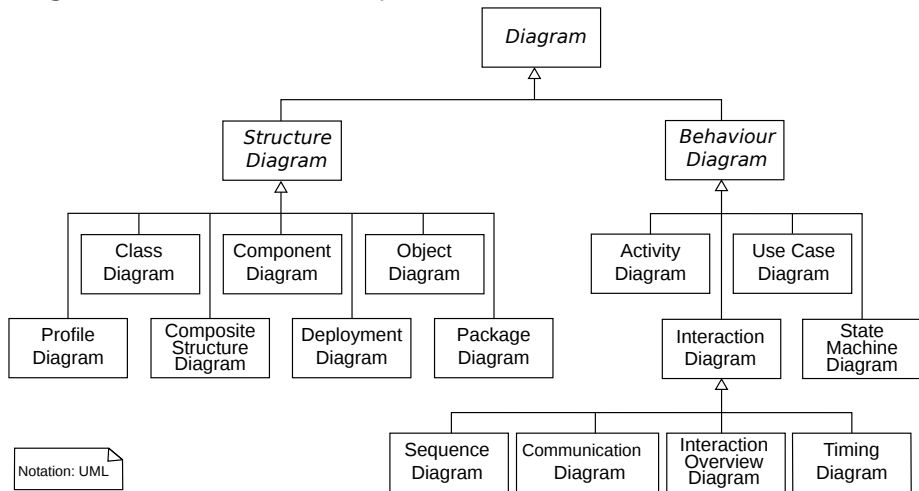 Diagram
Structure
Diagram
Behaviour
Diagram
Class
Diagram
Component
Diagram
Object
Diagram
Activity
Diagram
Use Case
Diagram
Profile
Diagram
Composite
Structure
Diagram
Deployment
Diagram
Package
Diagram
Interaction
Diagram
State
Machine
Diagram
Sequence
Diagram
Communication
Diagram
Interaction
Overview
Diagram
Timing
Diagram
Notation: UML